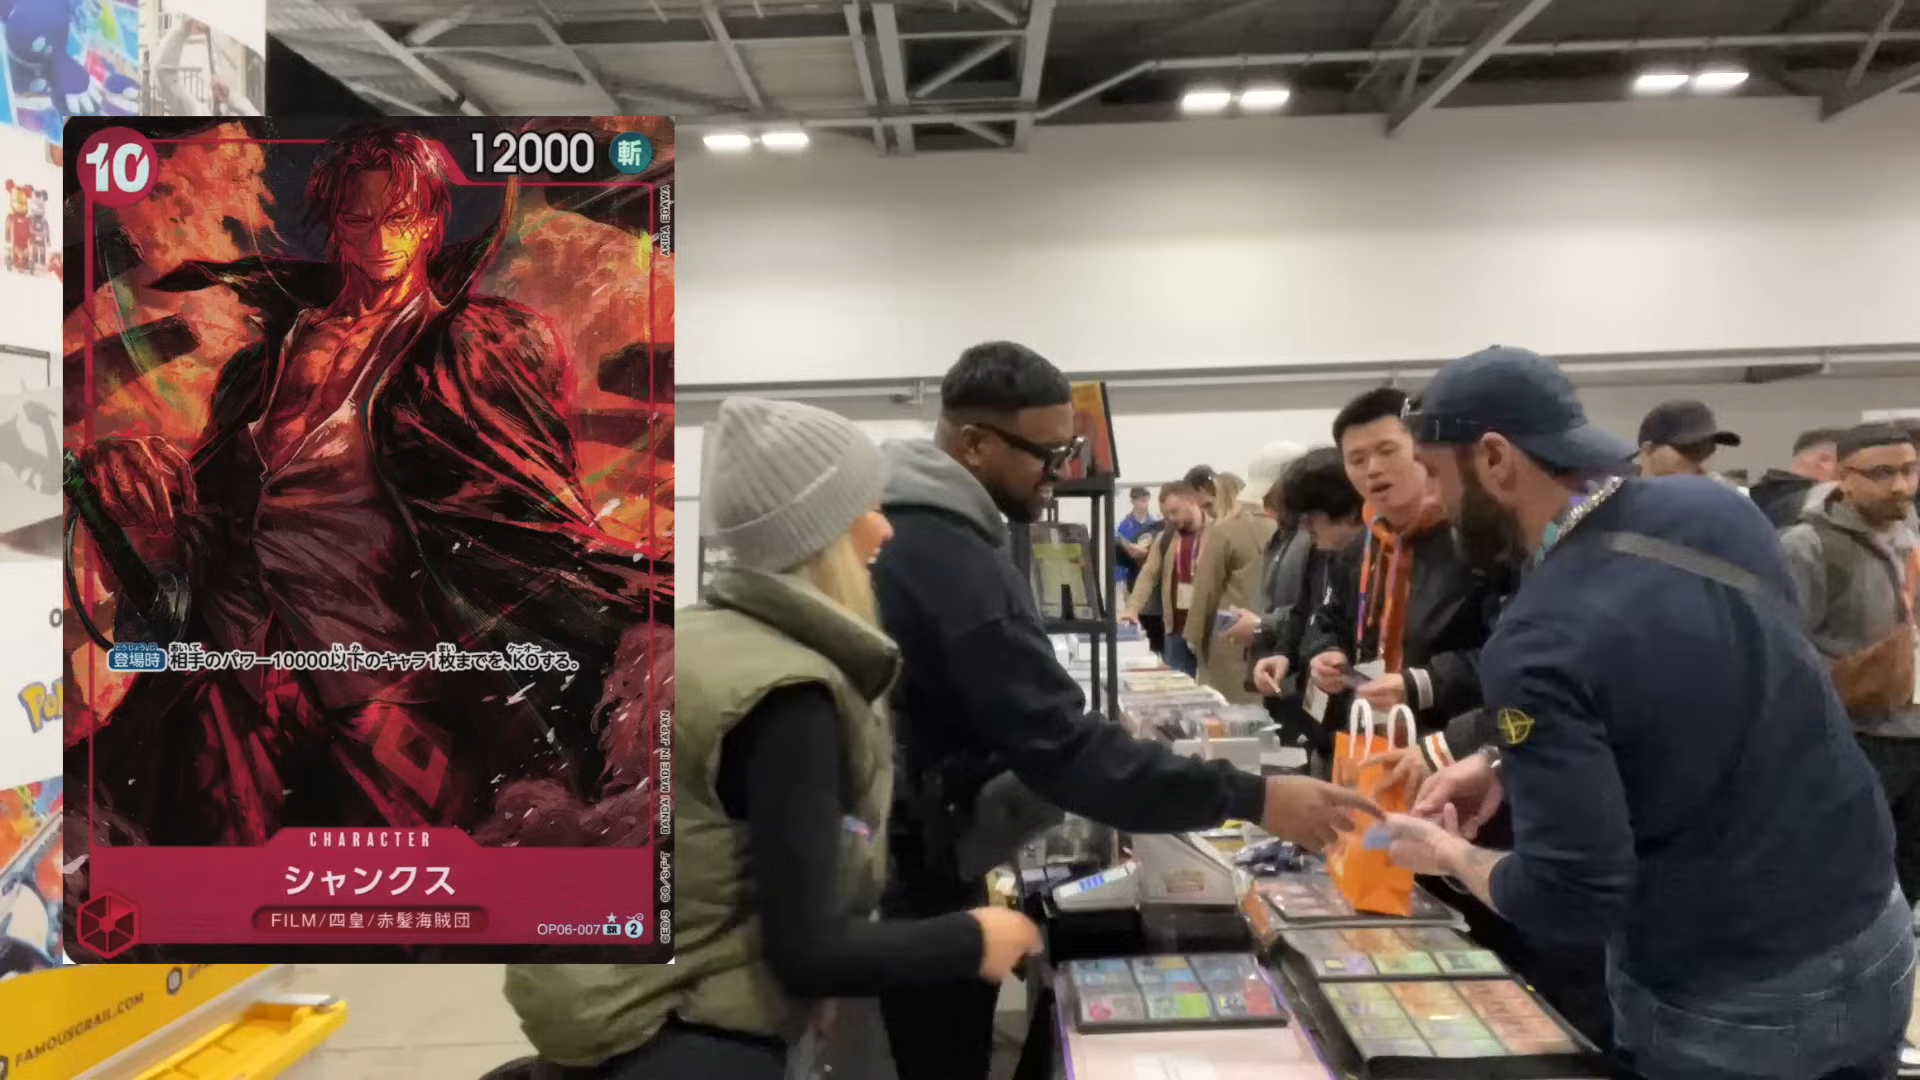 10
12000 斬
AKIRA EGAWA
登場時 相手のパワー10000以下のキャラ1枚までを、KOする。
BANDAI MADE IN JAPAN
CHARACTER
シャンクス
FILM/四皇/赤髪海賊団
OP06-007 SR 2
FAMOUSGRAIL.COM